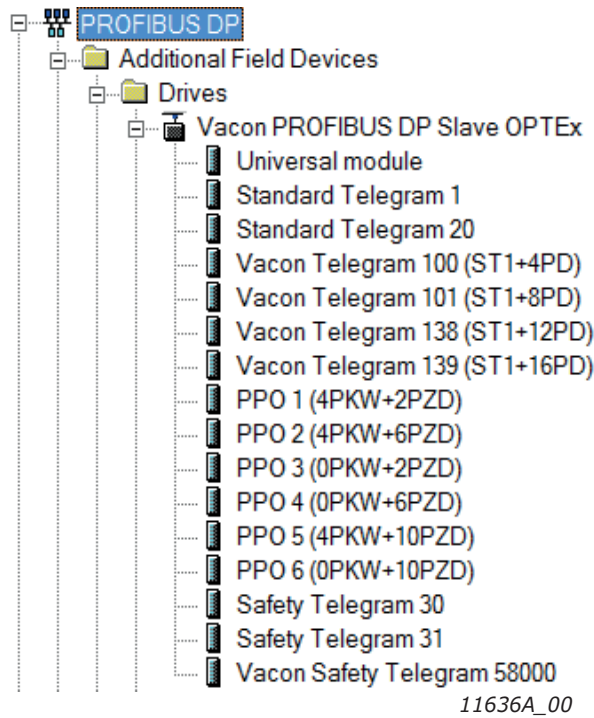 PROFIBUS DP
Additional Field Devices
Drives
Vacon PROFIBUS DP Slave OPTEx
Universal module
Standard Telegram 1
Standard Telegram 20
Vacon Telegram 100 (ST1+4PD)
Vacon Telegram 101 (ST1+8PD)
Vacon Telegram 138 (ST1+12PD)
Vacon Telegram 139 (ST1+16PD)
PPO 1 (4PKW+2PZD)
PPO 2 (4PKW+6PZD)
PPO 3 (0PKW+2PZD)
PPO 4 (0PKW+6PZD)
PPO 5 (4PKW+10PZD)
PPO 6 (0PKW+10PZD)
Safety Telegram 30
Safety Telegram 31
Vacon Safety Telegram 58000
11636A_00